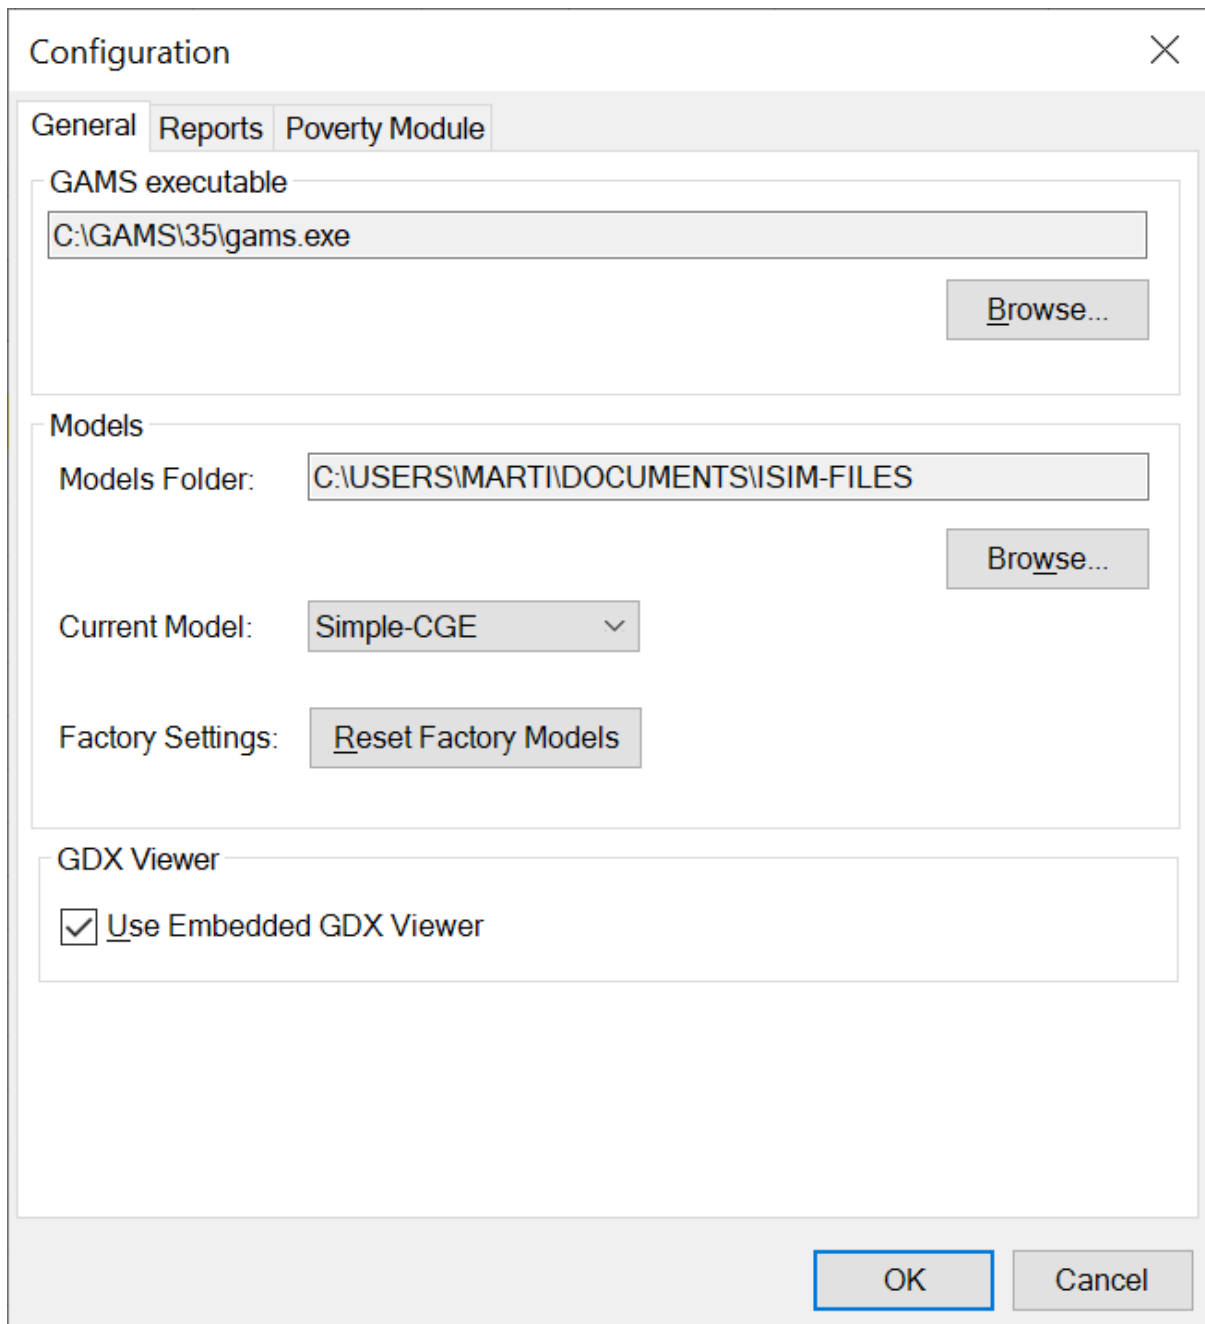 Configuration
General Reports Poverty Module
GAMS executable
C:\GAMS\35\gams.exe
Browse...
Models
Models Folder: C:\USERS\MARTI\DOCUMENTS\ISIM-FILES
Browse...
Current Model: Simple-CGE
Factory Settings: Reset Factory Models
GDX Viewer
Use Embedded GDX Viewer
OK Cancel